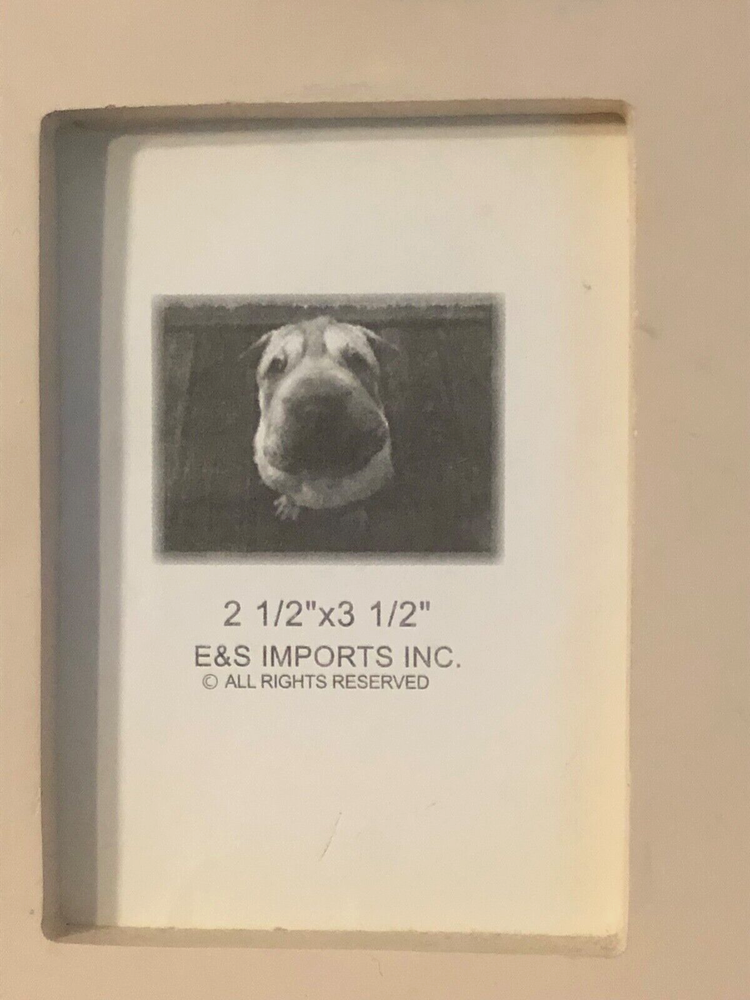 2 1/2"x3 1/2"
E&S IMPORTS INC.
© ALL RIGHTS RESERVED